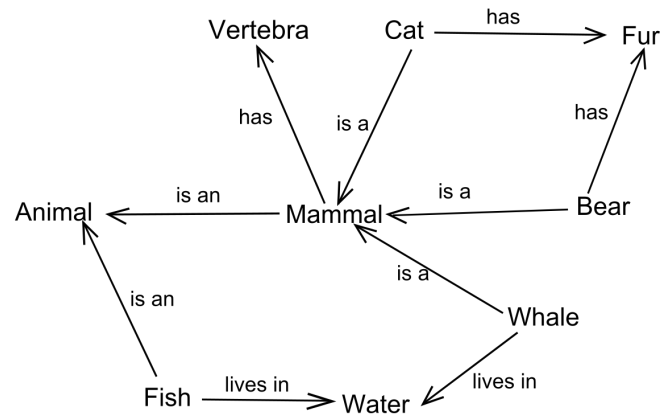 Vertebra
Cat
has
Fur
has
is a
has
Animal
is an
Mammal
is a
Bear
is a
is an
Whale
Fish
lives in
Water
lives in